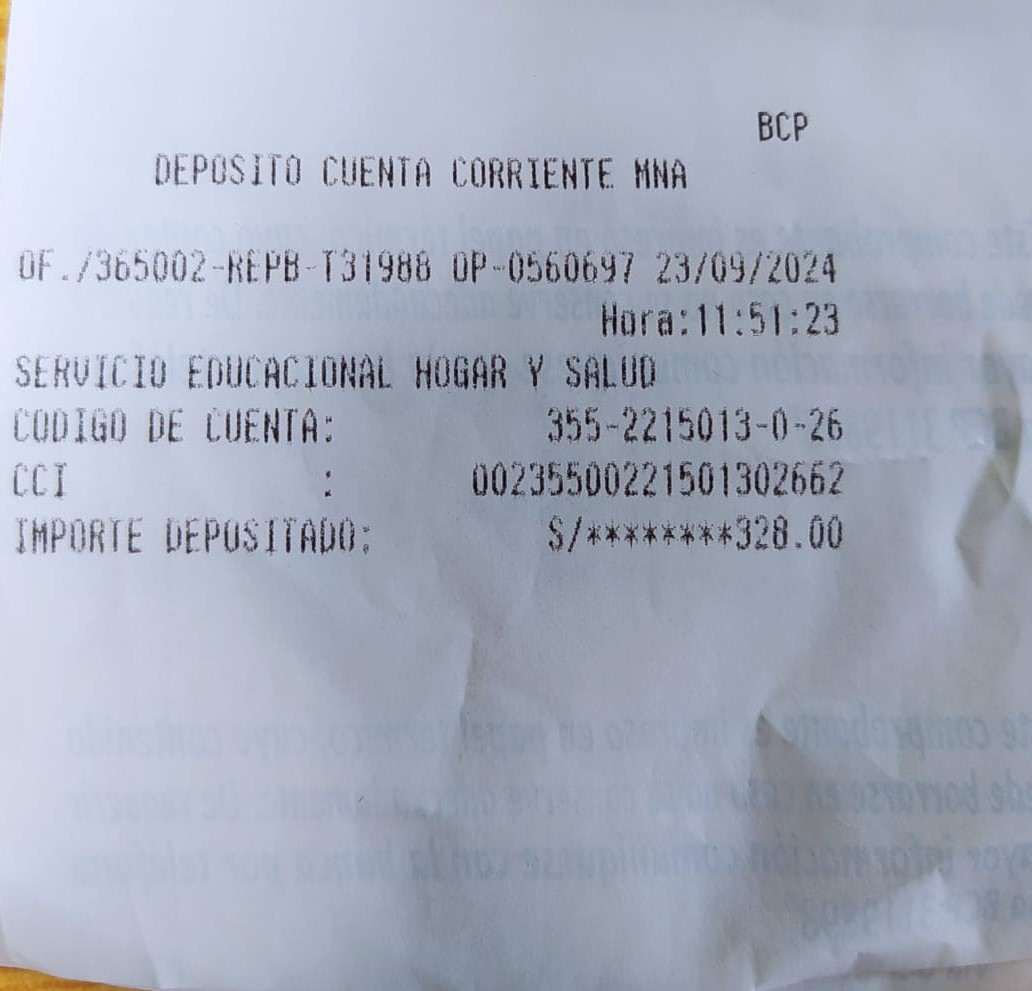 BCP
DEPOSITO CUENTA CORRIENTE MNA
OF./365002-REPB-T31988 OP-0560697 23/09/2024
Hora:11:51:23
SERVICIO EDUCACIONAL HOGAR Y SALUD
CODIGO DE CUENTA: 355-2215013-0-26
CCI : 00235500221501302662
IMPORTE DEPOSITADO: S/********328.00